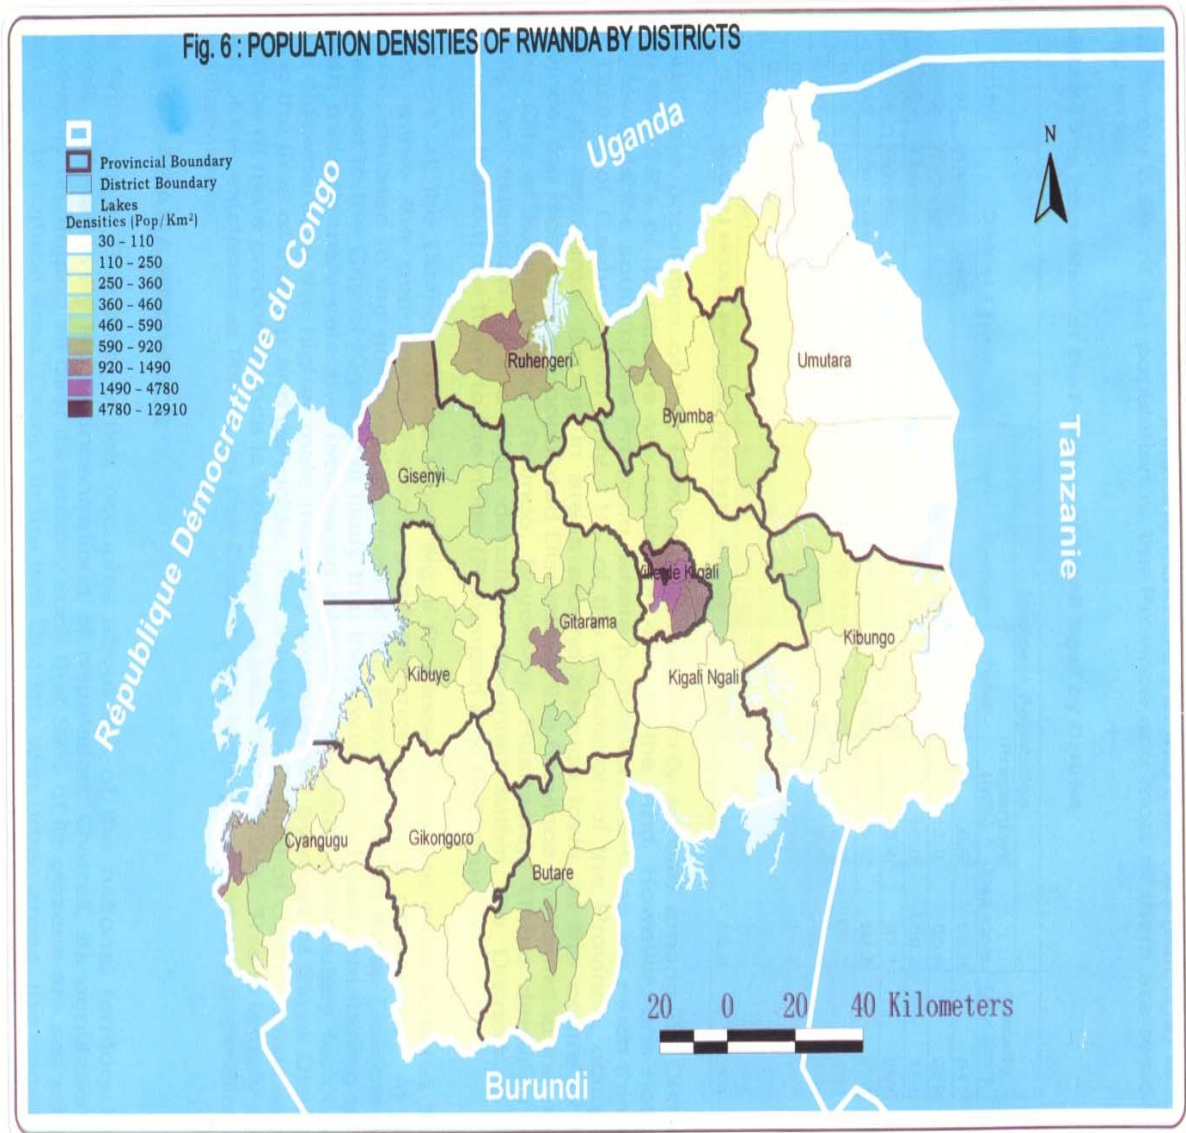 Fig. 6 : POPULATION DENSITIES OF RWANDA BY DISTRICTS
Uganda
N
République Démocratique du Congo
Provincial Boundary
District Boundary
Lakes
Densities (Pop/Km²)
30 - 110
110 - 250
250 - 360
360 - 460
460 - 590
590 - 920
920 - 1490
1490 - 4780
4780 - 12910
Ruhengeri
Umutara
Byumba
Tanzanie
Gisenyi
Ville de Kigali
Gitarama
Kibungo
Kibuye
Kigali Ngali
Cyangugu
Gikongoro
Butare
20 0 20 40 Kilometers
Burundi